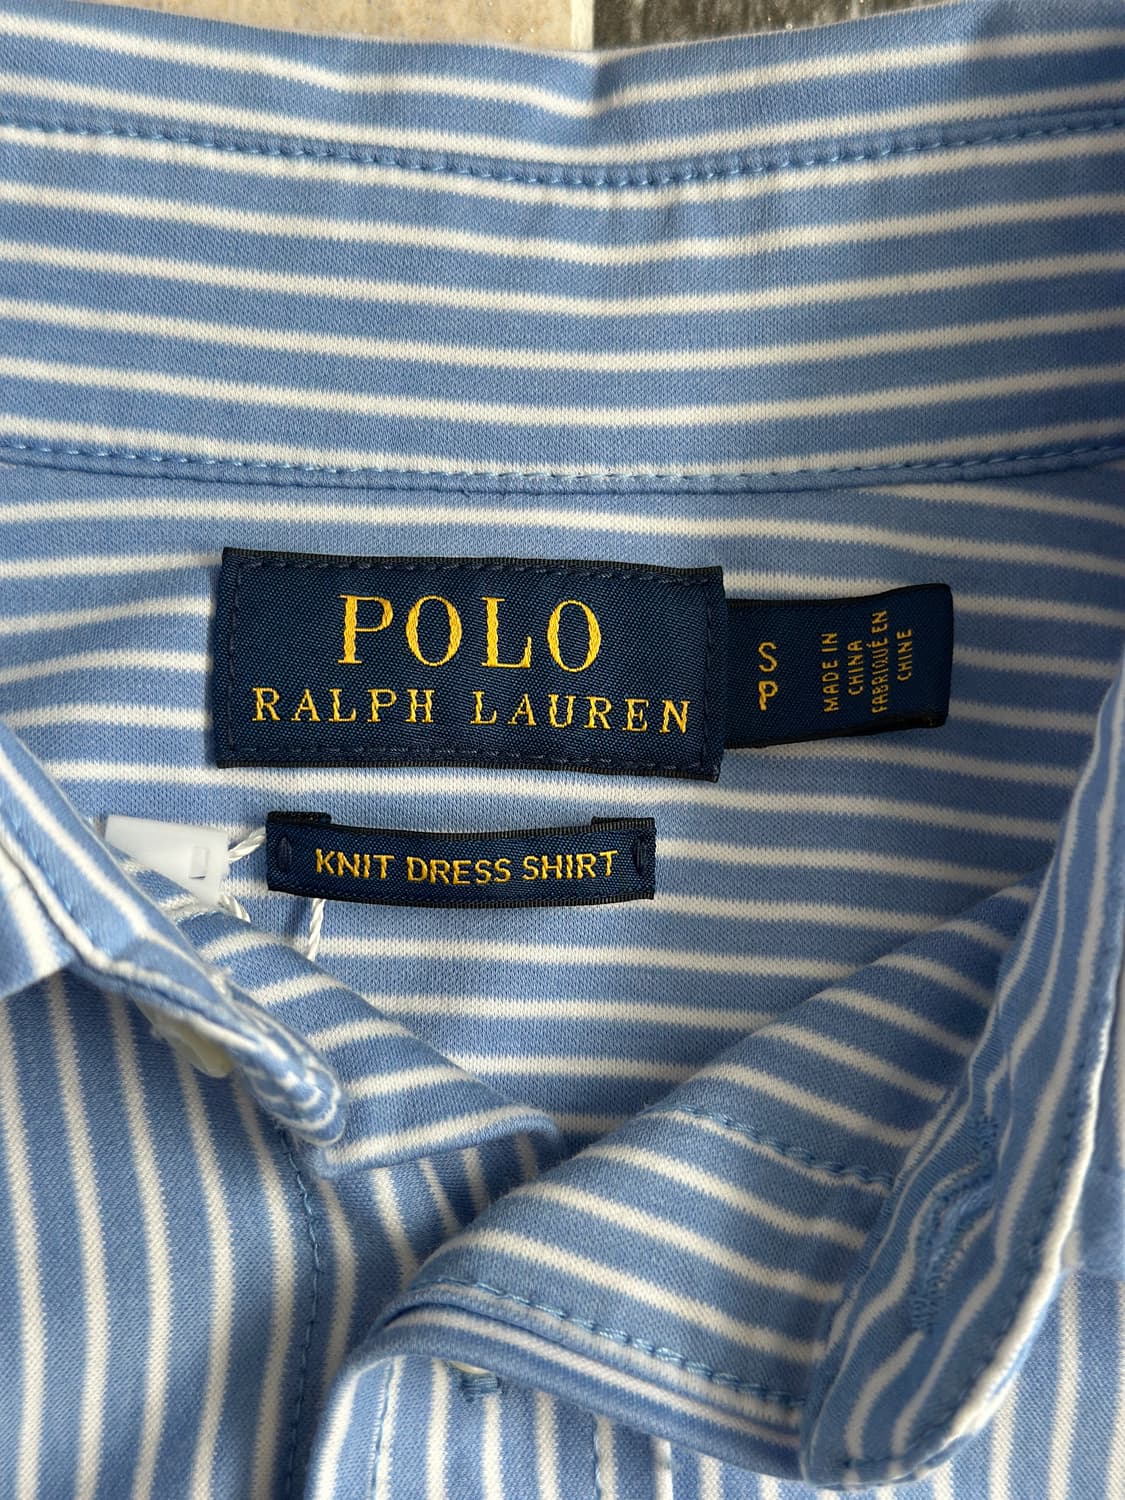 POLO
RALPH LAUREN
S
P
MADE IN
CHINA
FABRIQUÉ EN
CHINE
KNIT DRESS SHIRT